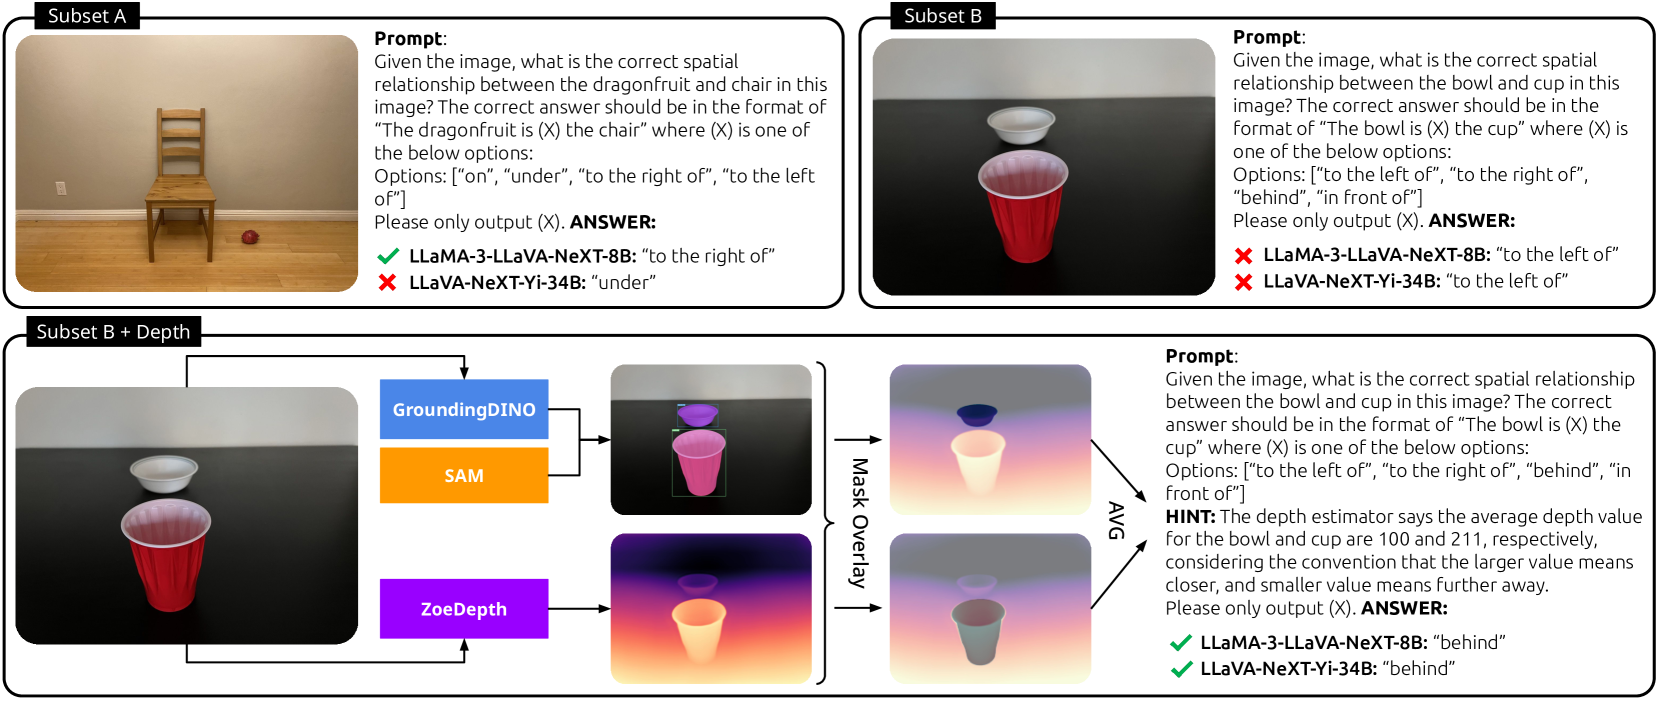 Subset A
Prompt:
Given the image, what is the correct spatial
relationship between the dragonfruit and chair in this
image? The correct answer should be in the format of
“The dragonfruit is (X) the chair” where (X) is one of
the below options:
Options: [“on”, “under”, “to the right of”, “to the left
of”]
Please only output (X). ANSWER:
LLaMA-3-LLaVA-NeXT-8B: “to the right of”
LLaVA-NeXT-Yi-34B: “under”
Subset B
Prompt:
Given the image, what is the correct spatial
relationship between the bowl and cup in this
image? The correct answer should be in the
format of “The bowl is (X) the cup” where (X) is
one of the below options:
Options: [“to the left of”, “to the right of”,
“behind”, “in front of”]
Please only output (X). ANSWER:
LLaMA-3-LLaVA-NeXT-8B: “to the left of”
LLaVA-NeXT-Yi-34B: “to the left of”
Subset B + Depth
GroundingDINO
SAM
ZoeDepth
Mask Overlay
AVG
Prompt:
Given the image, what is the correct spatial relationship
between the bowl and cup in this image? The correct
answer should be in the format of “The bowl is (X) the
cup” where (X) is one of the below options:
Options: [“to the left of”, “to the right of”, “behind”, “in
front of”]
HINT: The depth estimator says the average depth value
for the bowl and cup are 100 and 211, respectively,
considering the convention that the larger value means
closer, and smaller value means further away.
Please only output (X). ANSWER:
LLaMA-3-LLaVA-NeXT-8B: “behind”
LLaVA-NeXT-Yi-34B: “behind”